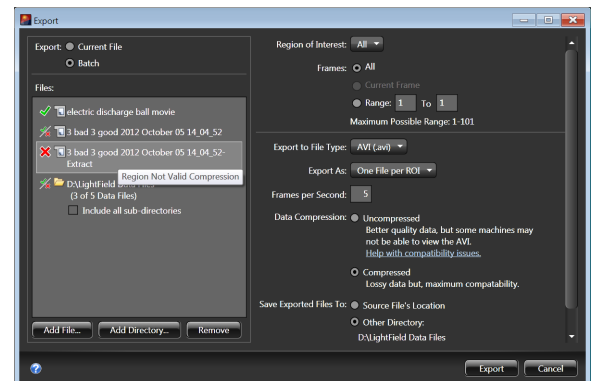 Export
Export: Current File
Batch
Files:
electric discharge ball movie
3 bad 3 good 2012 October 05 14_04_52
3 bad 3 good 2012 October 05 14_04_52-
Extract
Region Not Valid Compression
D:\LightField Data Files
(3 of 5 Data Files)
Include all sub-directories
Add File...
Add Directory...
Remove
Region of Interest: All
Frames: All
Current Frame
Range: 1 To 1
Maximum Possible Range: 1-101
Export to File Type: AVI (.avi)
Export As: One File per ROI
Frames per Second: 5
Data Compression: Uncompressed
Better quality data, but some machines may
not be able to view the AVI.
Help with compatibility issues.
Compressed
Lossy data but, maximum compatability.
Save Exported Files To: Source File's Location
Other Directory:
D:\LightField Data Files
Export
Cancel